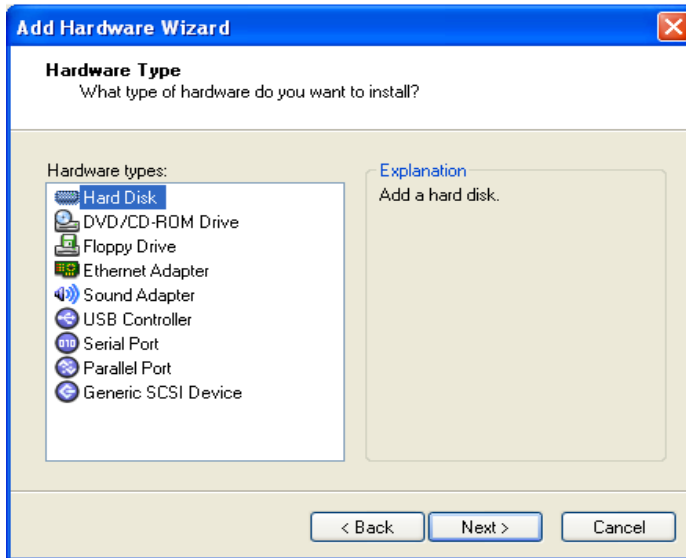 Add Hardware Wizard
Hardware Type
What type of hardware do you want to install?
Hardware types:
Hard Disk
DVD/CD-ROM Drive
Floppy Drive
Ethernet Adapter
Sound Adapter
USB Controller
Serial Port
Parallel Port
Generic SCSI Device
Explanation
Add a hard disk.
< Back
Next >
Cancel